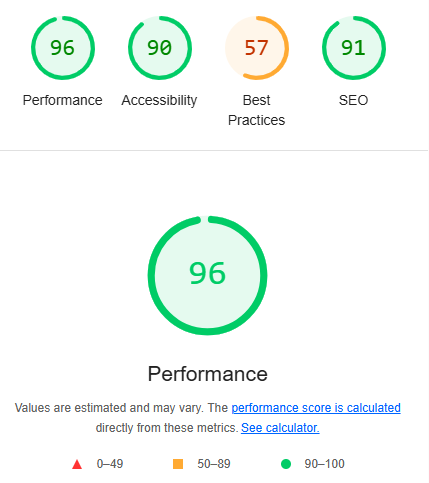 96 90 57 91
Performance Accessibility Best Practices SEO
96
Performance
Values are estimated and may vary. The performance score is calculated
directly from these metrics. See calculator.
0–49 50–89 90–100